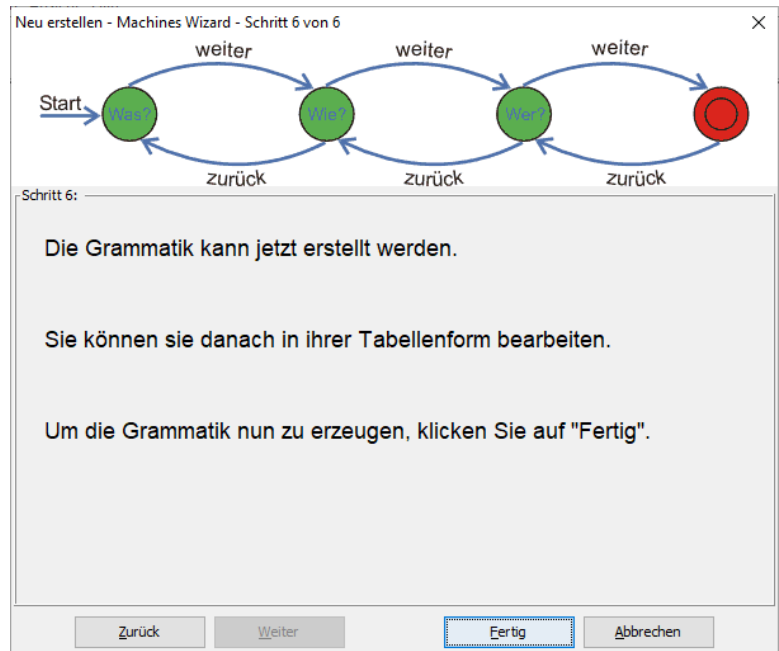 Neu erstellen - Machines Wizard - Schritt 6 von 6
weiter weiter weiter
Start
Was? Wie? Wer?
zurück zurück zurück
Schritt 6:
Die Grammatik kann jetzt erstellt werden.
Sie können sie danach in ihrer Tabellenform bearbeiten.
Um die Grammatik nun zu erzeugen, klicken Sie auf "Fertig".
Zurück Weiter Fertig Abbrechen